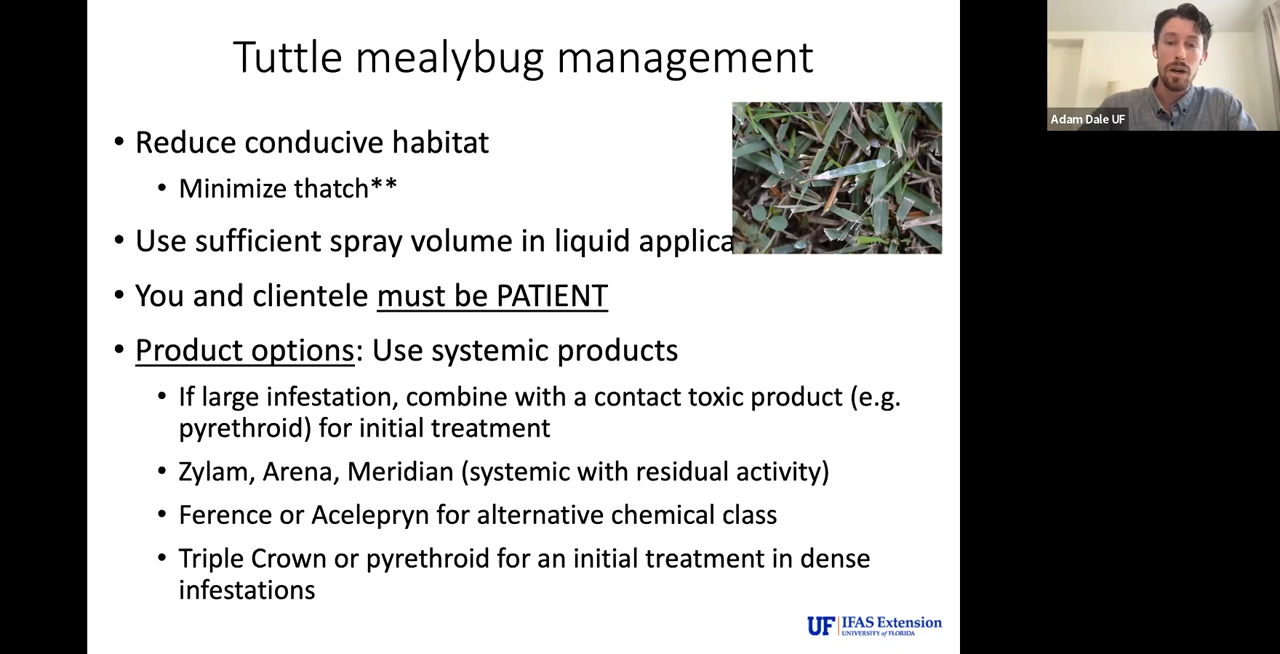 Tuttle mealybug management
• Reduce conducive habitat
• Minimize thatch**
• Use sufficient spray volume in liquid applica
• You and clientele must be PATIENT
• Product options: Use systemic products
• If large infestation, combine with a contact toxic product (e.g.
pyrethroid) for initial treatment
• Zylam, Arena, Meridian (systemic with residual activity)
• Ference or Acelepryn for alternative chemical class
• Triple Crown or pyrethroid for an initial treatment in dense
infestations
UF IFAS Extension
UNIVERSITY of FLORIDA
Adam Dale UF